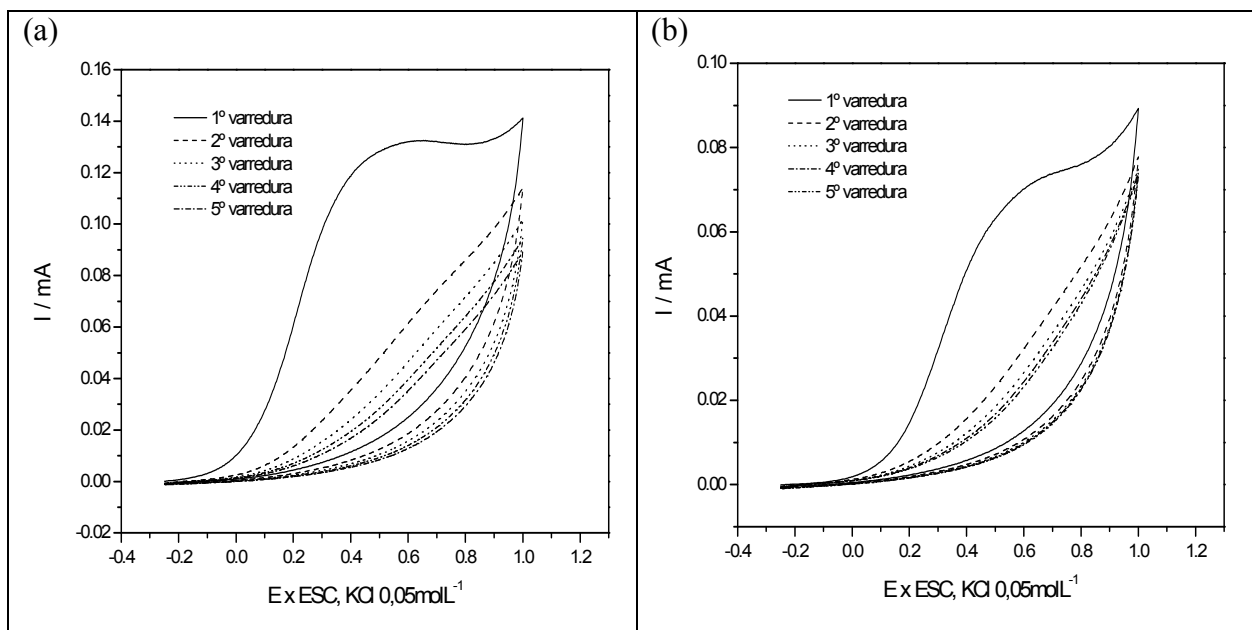 (a)
0.16
0.14
0.12
0.10
0.08
0.06
0.04
0.02
0.00
-0.02
I / mA
1º varredura
2º varredura
3º varredura
4º varredura
5º varredura
-0.4 -0.2 0.0 0.2 0.4 0.6 0.8 1.0 1.2
E x ESC, KCl 0,05molL⁻¹
(b)
0.10
0.08
0.06
0.04
0.02
0.00
I / mA
1º varredura
2º varredura
3º varredura
4º varredura
5º varredura
-0.4 -0.2 0.0 0.2 0.4 0.6 0.8 1.0 1.2
E x ESC, KCl 0,05molL⁻¹